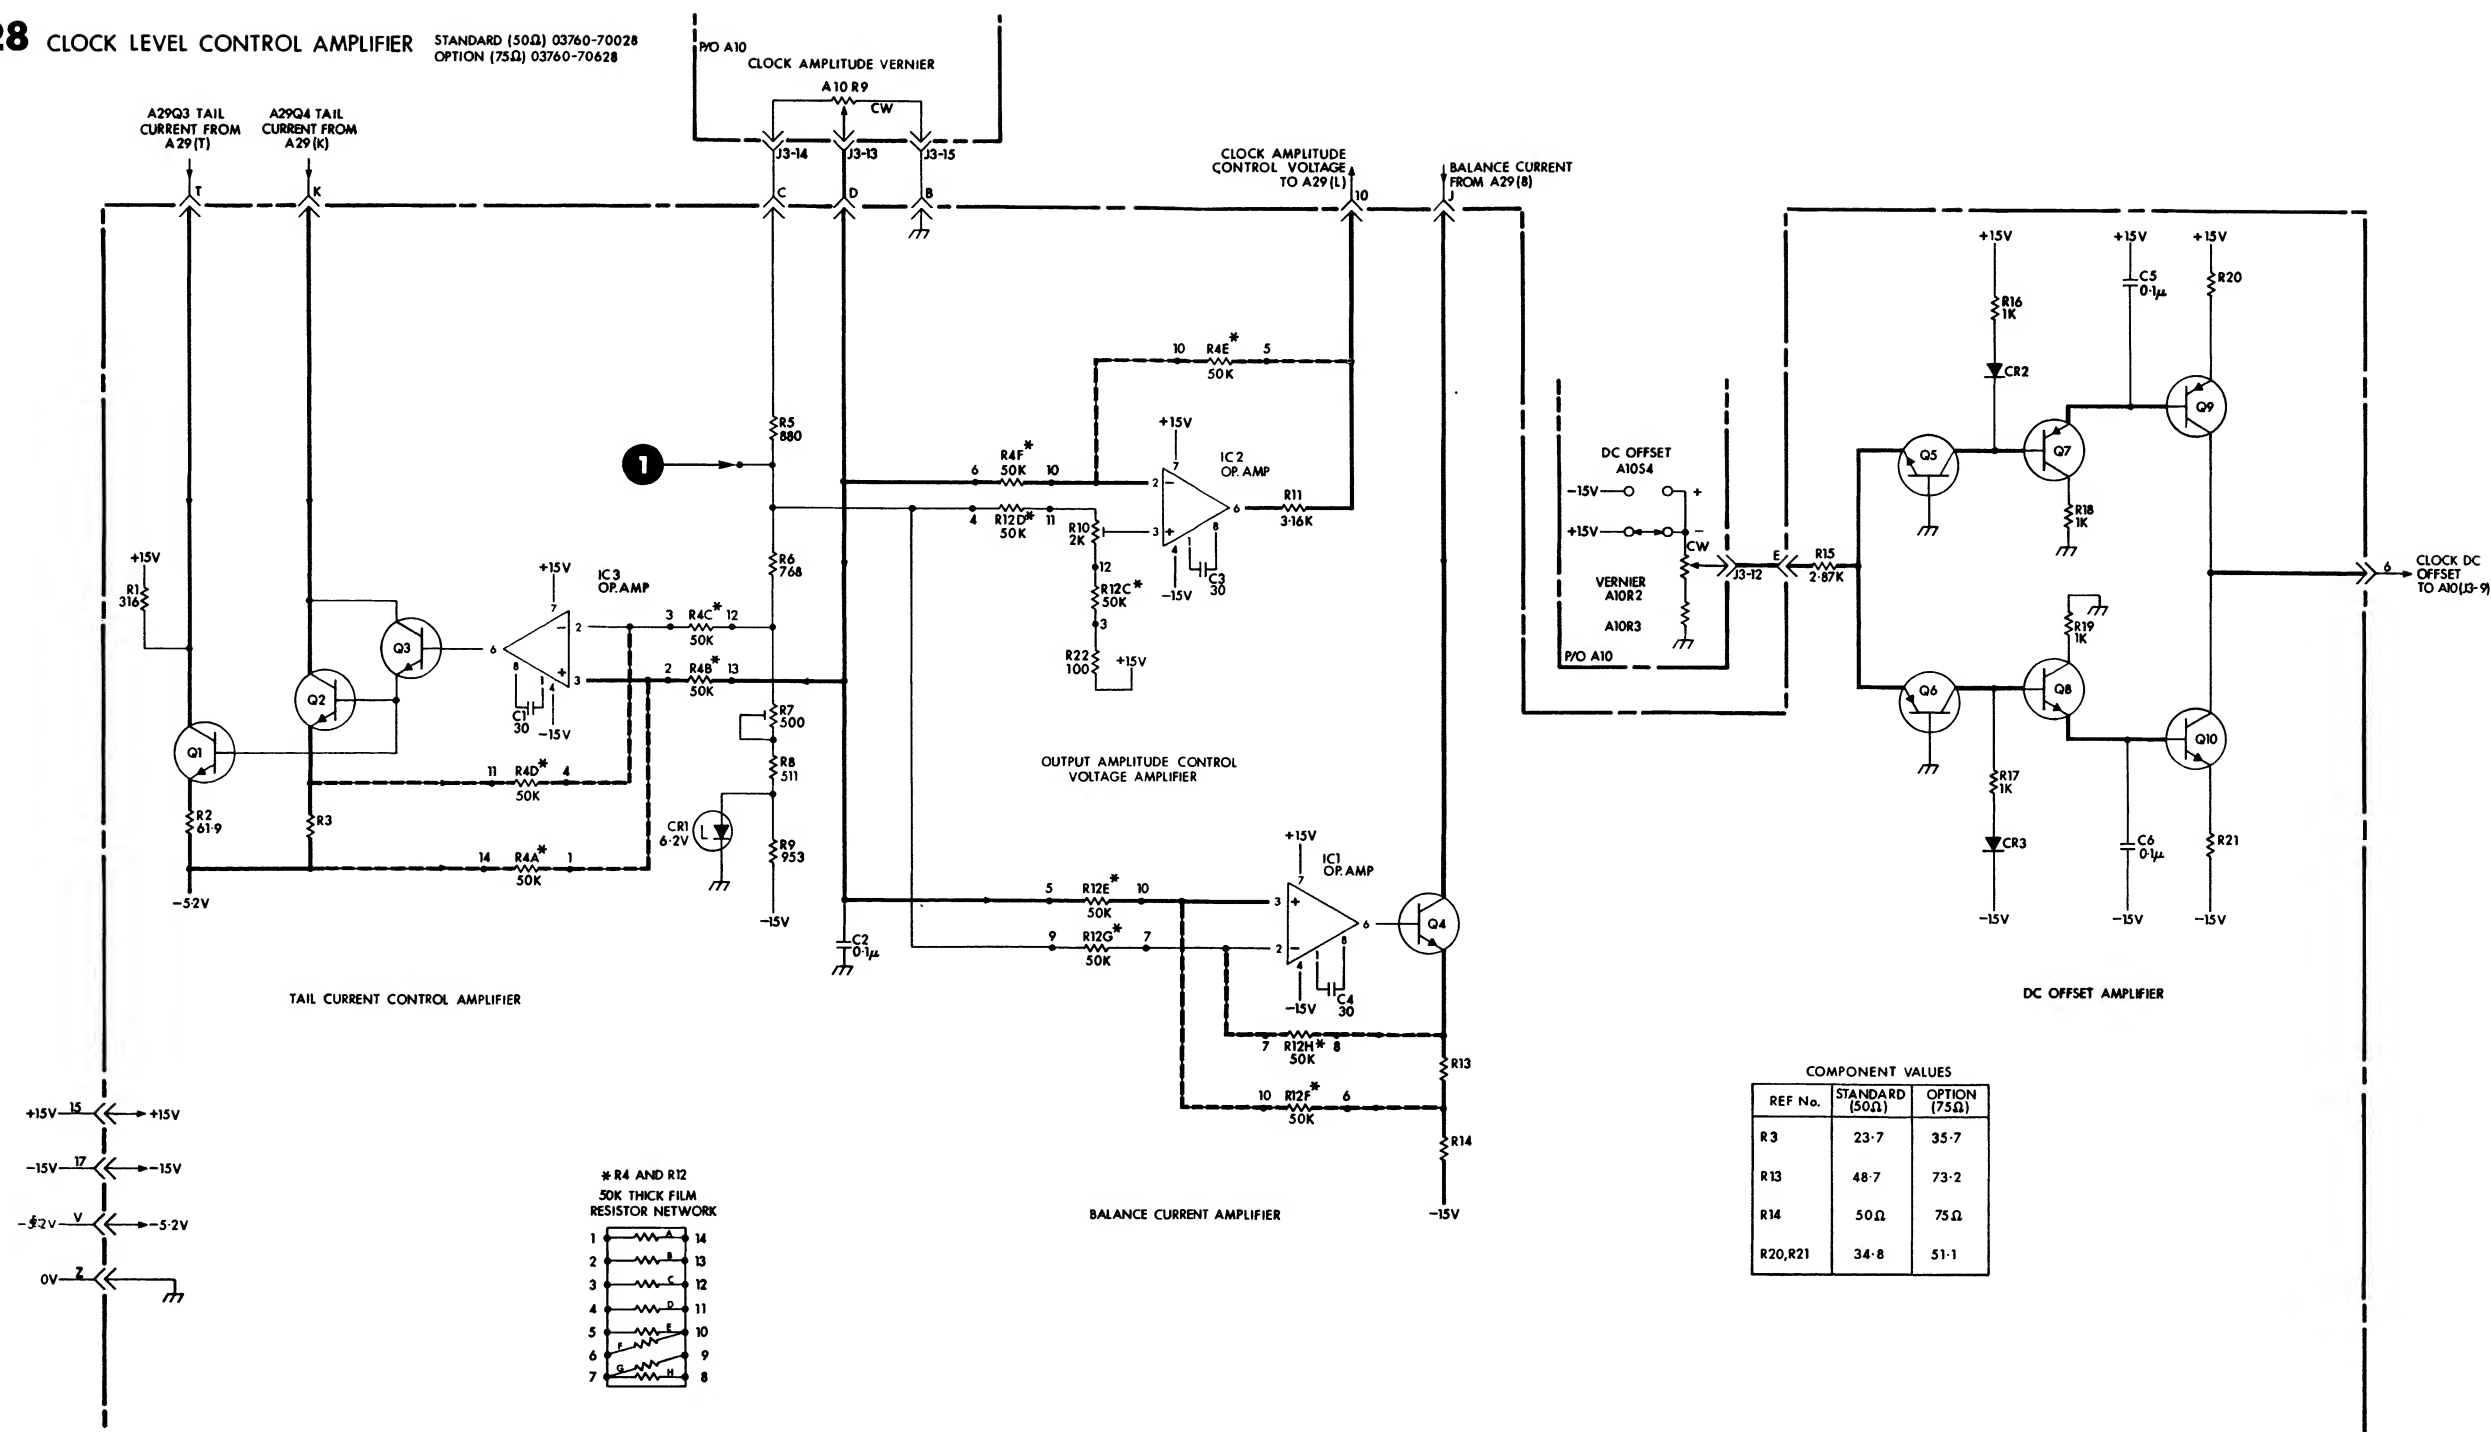 28 CLOCK LEVEL CONTROL AMPLIFIER
STANDARD (50Ω) 03760-70028
OPTION (75Ω) 03760-70628
P/O A10
CLOCK AMPLITUDE VERNIER
A10 R9
CW
J3-14
J3-13
J3-15
A29Q3 TAIL
CURRENT FROM
A29(T)
A29Q4 TAIL
CURRENT FROM
A29(K)
T
K
C
D
B
CLOCK AMPLITUDE
CONTROL VOLTAGE
TO A29(L)
10
BALANCE CURRENT
FROM A29(8)
J
+15V
R1
316
Q1
R2
61·9
-5·2V
Q2
Q3
R3
+15V
IC3
OP.AMP
7
6
2
-
3
+
8
4
C1
30
-15V
3 R4C* 12
50K
2 R4B* 13
50K
11 R4D* 4
50K
14 R4A* 1
50K
TAIL CURRENT CONTROL AMPLIFIER
1
R5
880
R6
768
R7
500
R8
511
CR1
6·2V
R9
953
-15V
C2
0·1μ
10 R4E* 5
50K
6 R4F* 10
50K
4 R12D* 11
50K
R10
2K
12
R12C*
50K
3
R22
100
+15V
+15V
IC2
OP. AMP
7
2
-
3
+
6
8
4
C3
30
-15V
R11
3·16K
OUTPUT AMPLITUDE CONTROL
VOLTAGE AMPLIFIER
5 R12E* 10
50K
9 R12G* 7
50K
+15V
IC1
OP. AMP
7
3
+
2
-
6
8
4
C4
30
-15V
Q4
7 R12H* 8
50K
10 R12F* 6
50K
R13
R14
-15V
BALANCE CURRENT AMPLIFIER
DC OFFSET
A10S4
-15V
+
+15V
-
CW
VERNIER
A10R2
A10R3
P/O A10
J3-12
E
R15
2·87K
+15V
R16
1K
CR2
+15V
C5
0·1μ
+15V
R20
Q5
Q7
Q9
R18
1K
R19
1K
Q6
Q8
Q10
R17
1K
CR3
-15V
C6
0·1μ
-15V
R21
-15V
6
CLOCK DC
OFFSET
TO A10(J3-9)
DC OFFSET AMPLIFIER
+15V 15 +15V
-15V 17 -15V
-5·2V V -5·2V
0V Z
* R4 AND R12
50K THICK FILM
RESISTOR NETWORK
1 A 14
2 B 13
3 C 12
4 D 11
5 E 10
6 F 9
7 G H 8
COMPONENT VALUES
REF No. STANDARD (50Ω) OPTION (75Ω)
R3 23·7 35·7
R13 48·7 73·2
R14 50Ω 75Ω
R20,R21 34·8 51·1